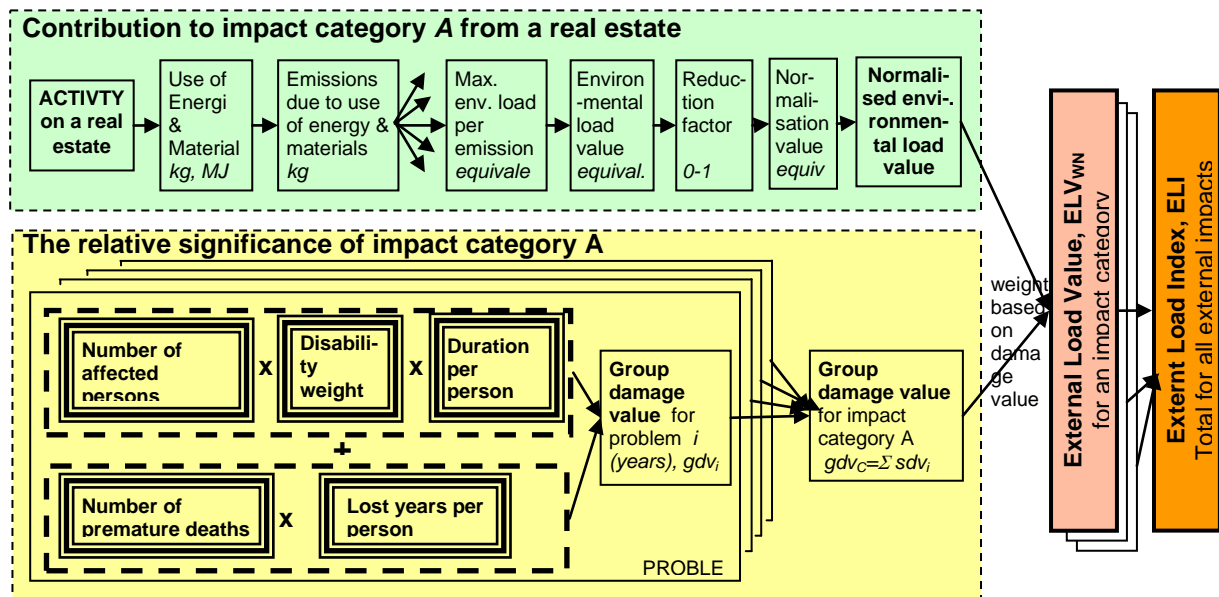 Contribution to impact category A from a real estate
ACTIVTY
on a real
estate
Use of
Energi
&
Material
kg, MJ
Emissions
due to use
of energy &
materials
kg
Max.
env. load
per
emission
equivale
Environ
-mental
load
value
equival.
Reduc-
tion
factor
0-1
Nor-
mali-
sation
value
equiv
Normali-
sed envi-.
ronmen-
tal load
value
The relative significance of impact category A
Number of
affected
persons
x
Disabili-
ty
weight
x
Duration
per
person
+
Number of
premature deaths
x
Lost years per
person
Group
damage
value for
problem i
(years), gdvi
PROBLE
Group
damage value
for impact
category A
gdvC=Σ sdvi
weight
based
on
dama
ge
value
External Load Value, ELVWN
for an impact category
Externt Load Index, ELI
Total for all external impacts